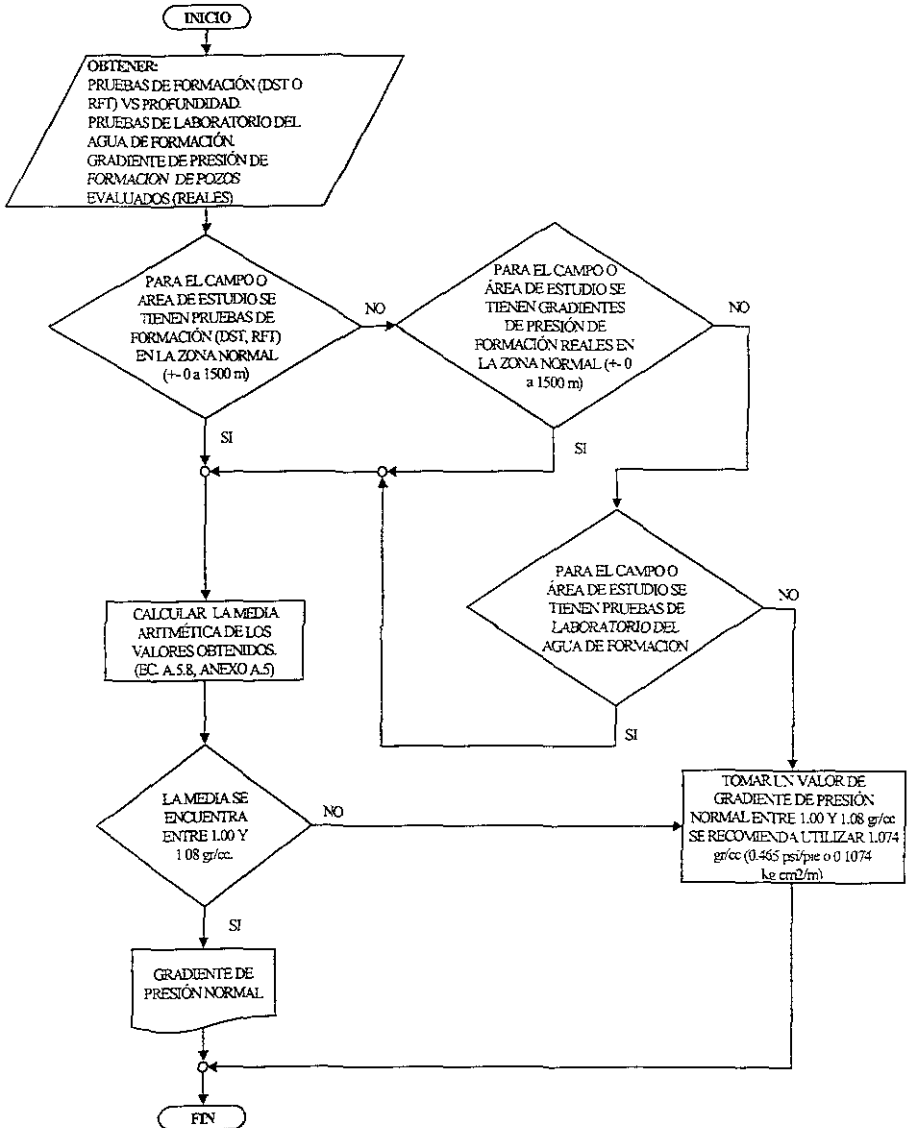 INICIO
OBTENER:
PRUEBAS DE FORMACIÓN (DST O
RFT) VS PROFUNDIDAD.
PRUEBAS DE LABORATORIO DEL
AGUA DE FORMACIÓN.
GRADIENTE DE PRESIÓN DE
FORMACION DE POZOS
EVALUADOS (REALES)
PARA EL CAMPO O
ÁREA DE ESTUDIO SE
TIENEN PRUEBAS DE
FORMACIÓN (DST, RFT)
EN LA ZONA NORMAL
(+- 0 a 1500 m)
NO
PARA EL CAMPO O
ÁREA DE ESTUDIO SE
TIENEN GRADIENTES
DE PRESIÓN DE
FORMACIÓN REALES EN
LA ZONA NORMAL (+- 0
a 1500 m)
NO
SI
SI
PARA EL CAMPO O
ÁREA DE ESTUDIO SE
TIENEN PRUEBAS DE
LABORATORIO DEL
AGUA DE FORMACION
NO
SI
CALCULAR LA MEDIA
ARITMÉTICA DE LOS
VALORES OBTENIDOS.
(EC. A.5.8, ANEXO A.5)
LA MEDIA SE
ENCUENTRA
ENTRE 1.00 Y
1.08 gr/cc.
NO
TOMAR UN VALOR DE
GRADIENTE DE PRESIÓN
NORMAL ENTRE 1.00 Y 1.08 gr/cc
SE RECOMIENDA UTILIZAR 1.074
gr/cc (0.465 psi/pie o 0.1074
kg cm2/m)
SI
GRADIENTE DE
PRESIÓN NORMAL
FIN